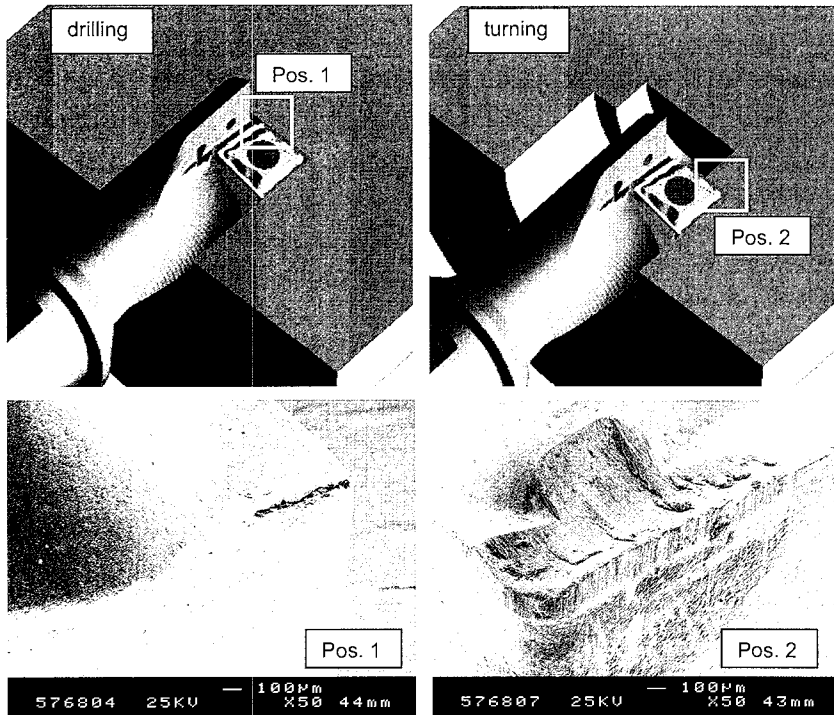 drilling
Pos. 1
turning
Pos. 2
Pos. 1
576804 25KV 100μm X50 44mm
Pos. 2
576807 25KV 100μm X50 43mm